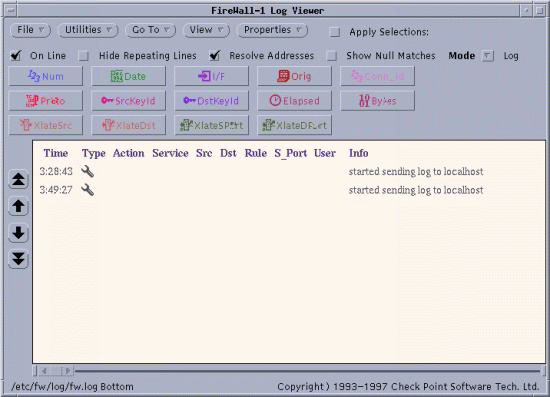 FireWall-1 Log Viewer
File Utilities Go To View Properties Apply Selections:
On Line Hide Repeating Lines Resolve Addresses Show Null Matches Mode Log
Num Date I/F Orig Conn_Id
Proto SrcKeyId DstKeyId Elapsed Bytes
XlateSrc XlateDst XlateSPort XlateDPort
Time Type Action Service Src Dst Rule S_Port User Info
3:28:43 started sending log to localhost
3:49:27 started sending log to localhost
/etc/fw/log/fw.log Bottom Copyright ) 1993-1997 Check Point Software Tech. Ltd.